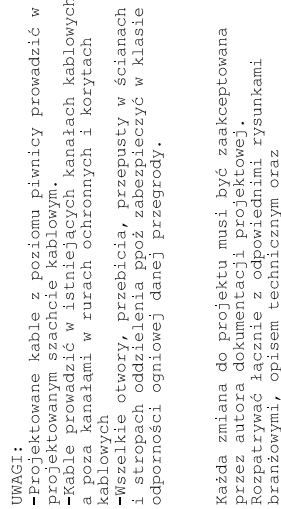 UWAGI:
-Projektowane kable z poziomu piwnicy prowadzić w
projektowanym szachcie kablowym.
-Kable prowadzić w istniejących kanałach kablowych
a poza kanałami w rurach ochronnych i korytach
kablowych
-Wszelkie otwory, przebicia, przepusty w ścianach
i stropach oddzielenia ppoż zabezpieczyć w klasie
odporności ogniowej danej przegrody.
Każda zmiana do projektu musi być zaakceptowana
przez autora dokumentacji projektowej.
Rozpatrywać łącznie z odpowiednimi rysunkami
branżowymi, opisem technicznym oraz